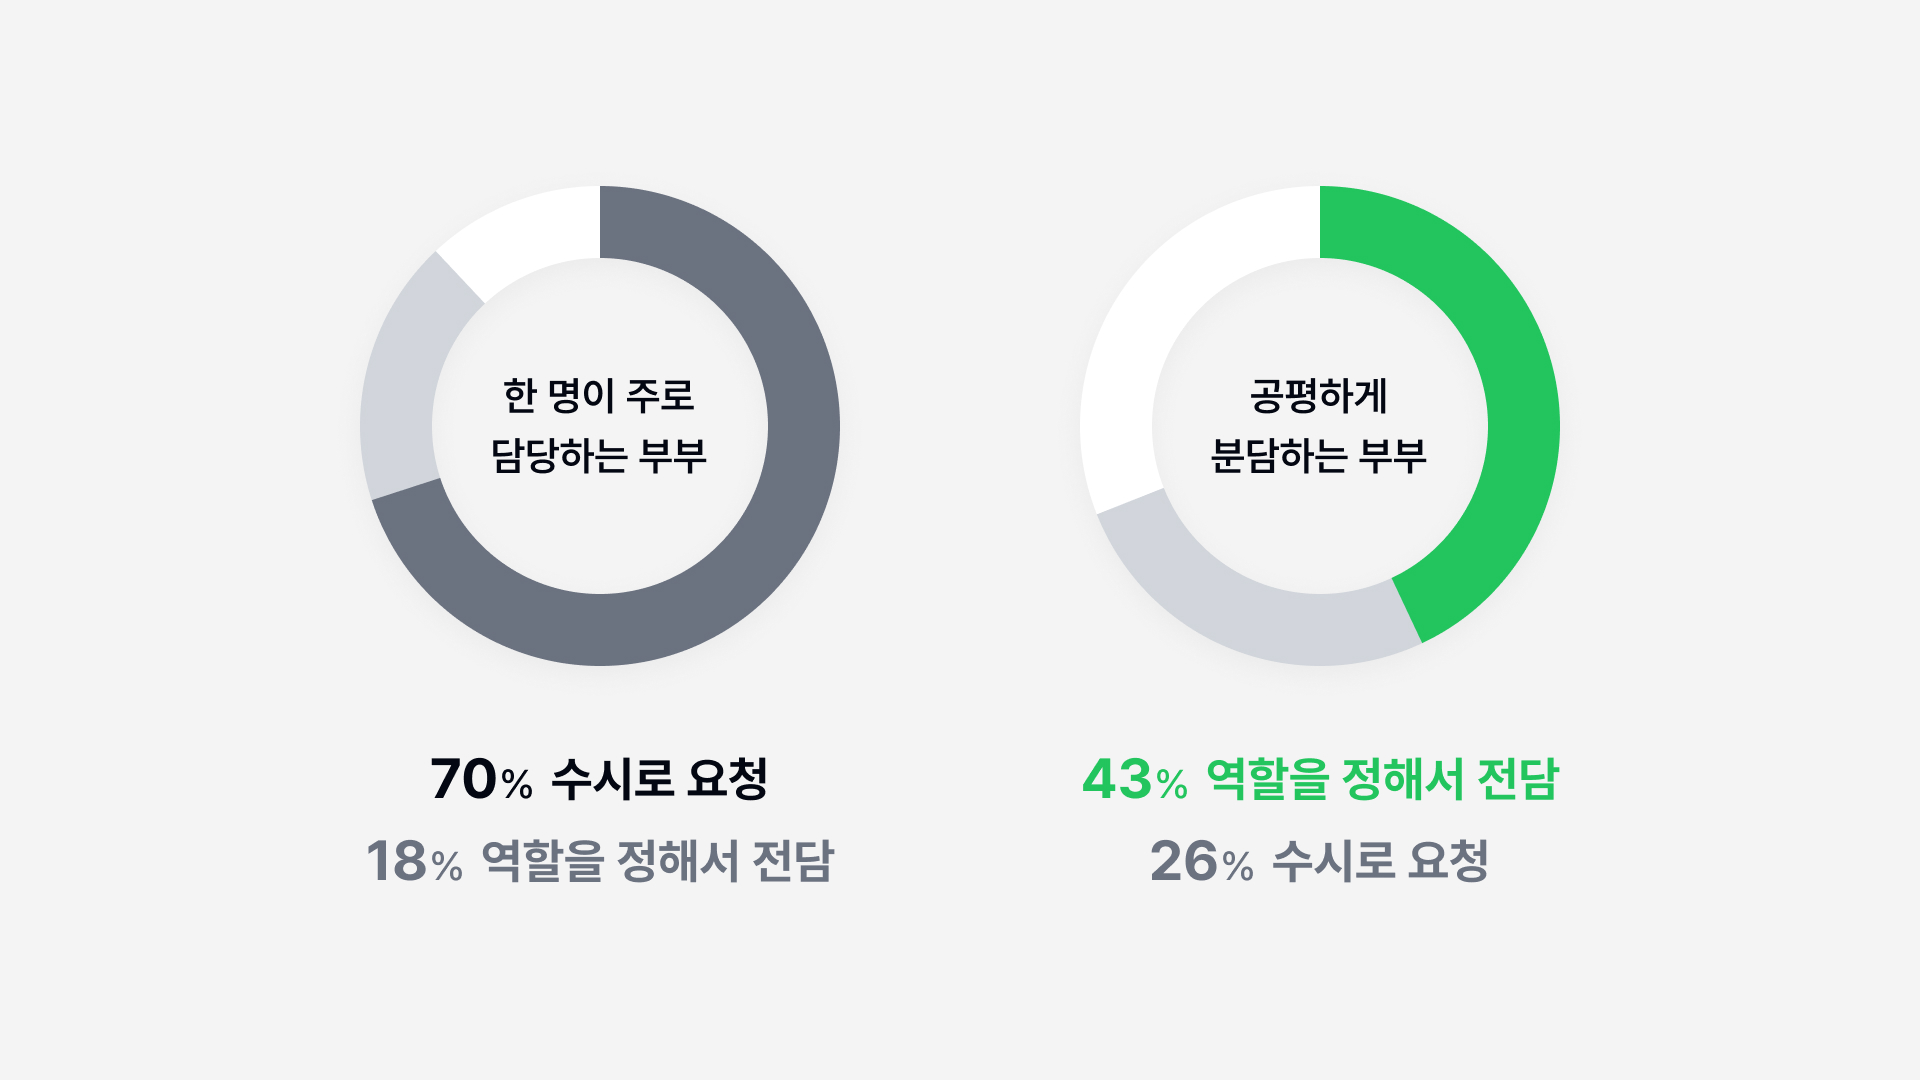 한 명이 주로
담당하는 부부
70% 수시로 요청
18% 역할을 정해서 전담
공평하게
분담하는 부부
43% 역할을 정해서 전담
26% 수시로 요청